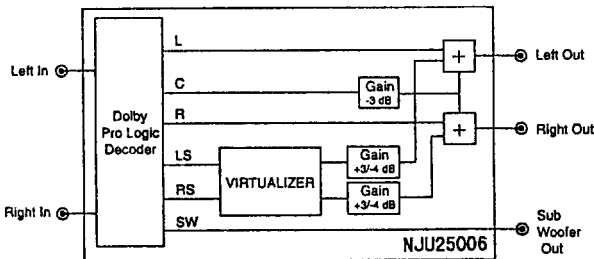 L
Left In
Left Out
+
C
Gain
-3 dB
R
Dolby
Pro Logic
Decoder
+
Right Out
LS
Gain
+3/-4 dB
VIRTUALIZER
RS
Gain
+3/-4 dB
Right In
SW
Sub
Woofer
Out
NJU25006